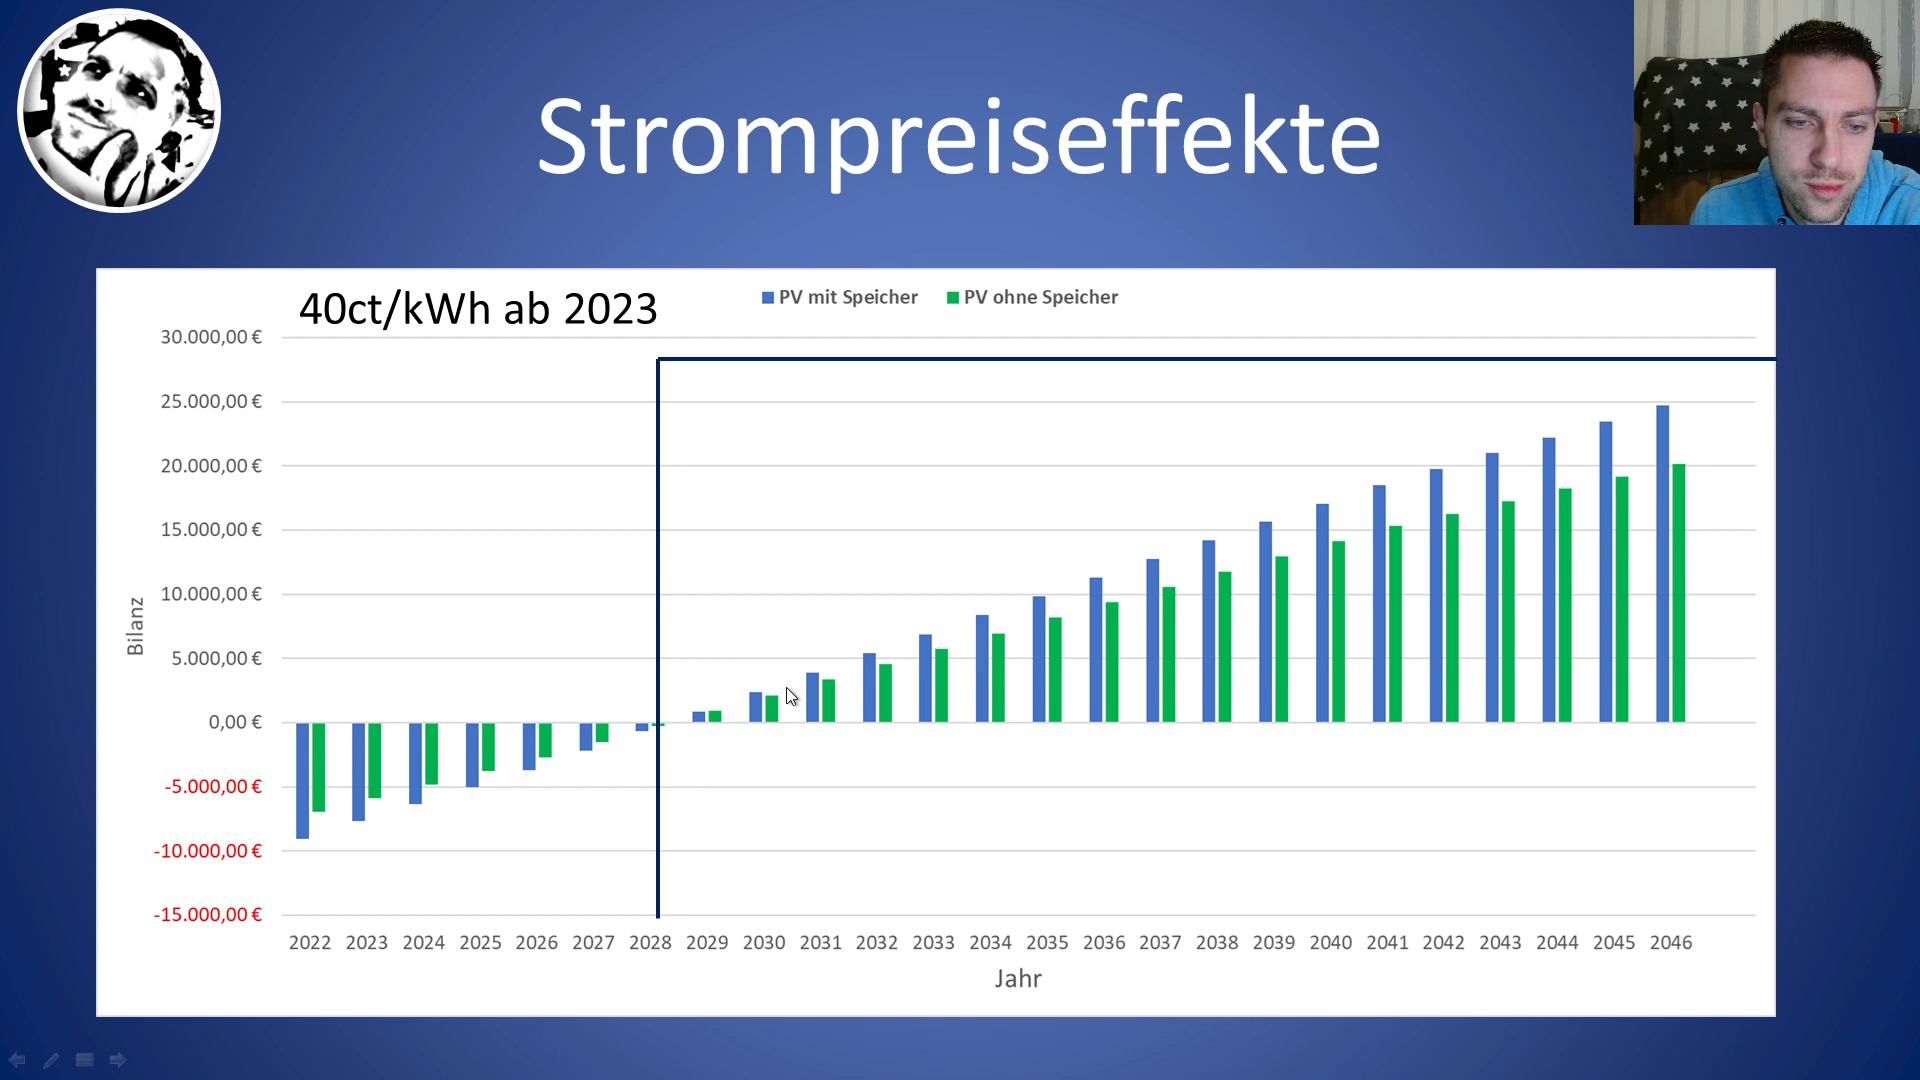 Strompreiseffekte
40ct/kWh ab 2023
PV mit Speicher PV ohne Speicher
30.000,00 €
25.000,00 €
20.000,00 €
15.000,00 €
10.000,00 €
5.000,00 €
0,00 €
-5.000,00 €
-10.000,00 €
-15.000,00 €
Bilanz
2022 2023 2024 2025 2026 2027 2028 2029 2030 2031 2032 2033 2034 2035 2036 2037 2038 2039 2040 2041 2042 2043 2044 2045 2046
Jahr